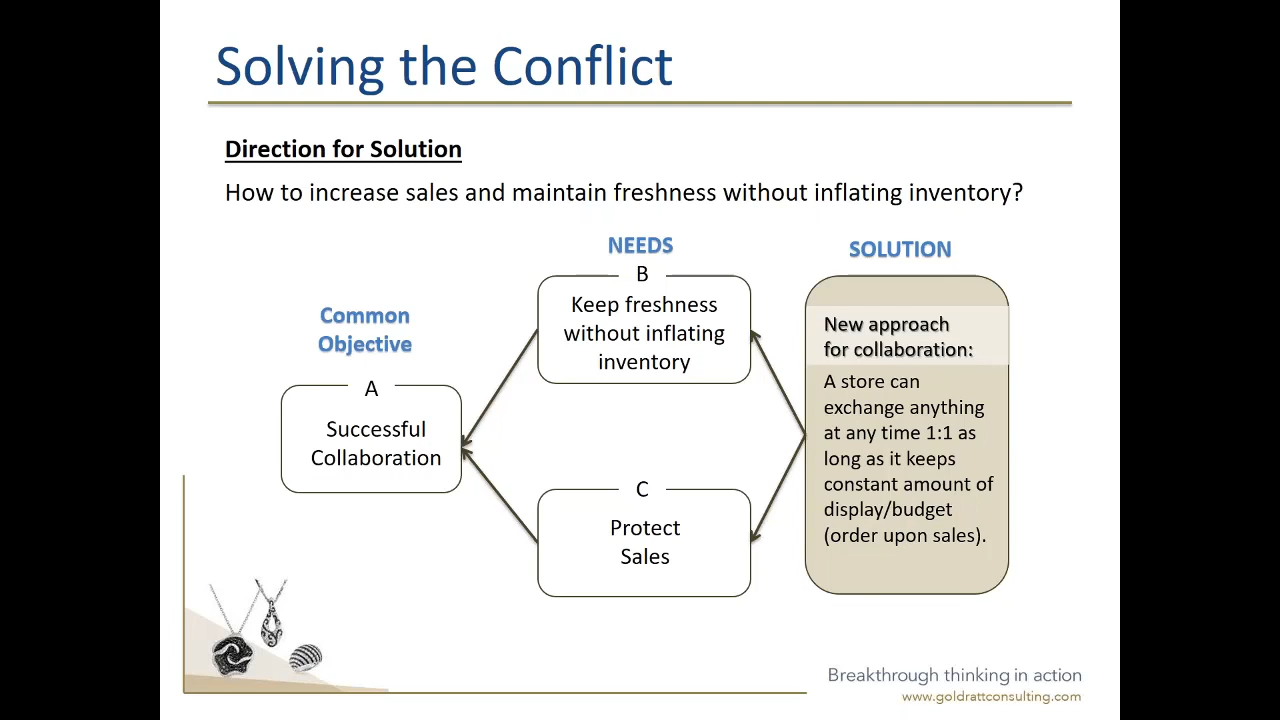 Solving the Conflict
Direction for Solution
How to increase sales and maintain freshness without inflating inventory?
Common
Objective
A
Successful
Collaboration
NEEDS
B
Keep freshness
without inflating
inventory
C
Protect
Sales
SOLUTION
New approach
for collaboration:
A store can
exchange anything
at any time 1:1 as
long as it keeps
constant amount of
display/budget
(order upon sales).
Breakthrough thinking in action
www.goldrattconsulting.com